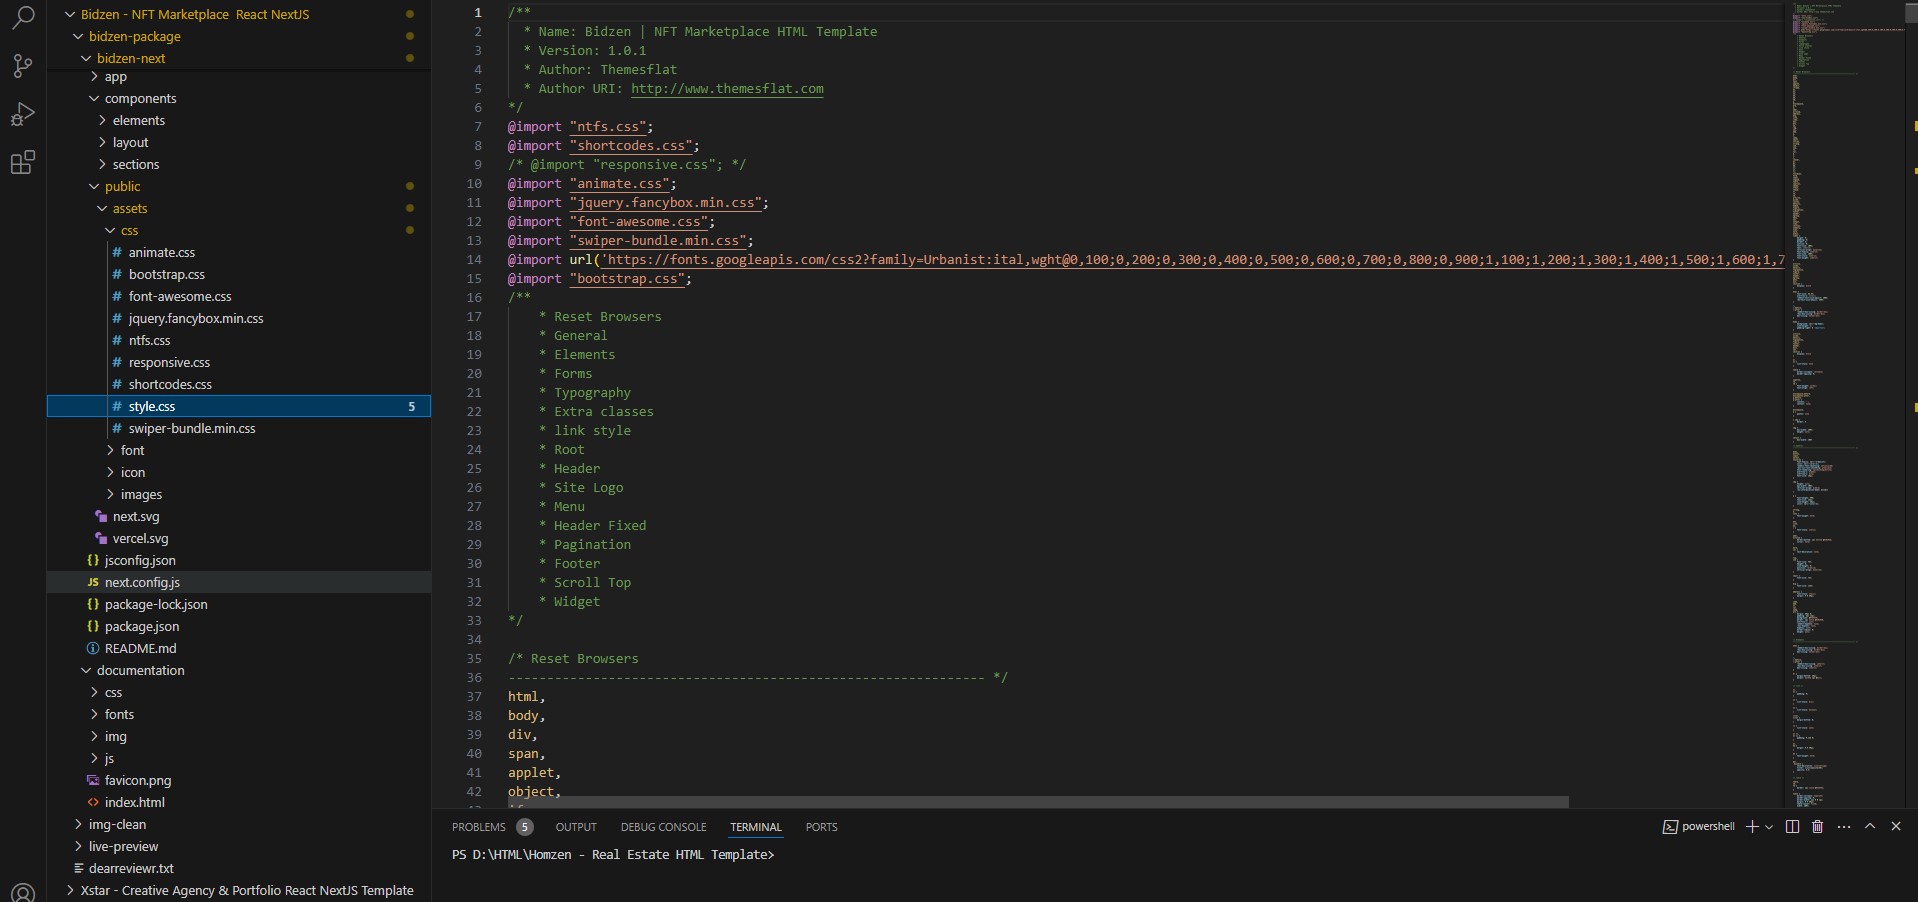 Bidzen - NFT Marketplace React NextJS
bidzen-package
bidzen-next
app
components
elements
layout
sections
public
assets
css
# animate.css
# bootstrap.css
# font-awesome.css
# jquery.fancybox.min.css
# ntfs.css
# responsive.css
# shortcodes.css
# style.css 5
# swiper-bundle.min.css
font
icon
images
next.svg
vercel.svg
{} jsconfig.json
JS next.config.js
{} package-lock.json
{} package.json
README.md
documentation
css
fonts
img
js
favicon.png
<> index.html
img-clean
live-preview
dearreviewr.txt
Xstar - Creative Agency & Portfolio React NextJS Template
1 /**
2 * Name: Bidzen | NFT Marketplace HTML Template
3 * Version: 1.0.1
4 * Author: Themesflat
5 * Author URI: http://www.themesflat.com
6 */
7 @import "ntfs.css";
8 @import "shortcodes.css";
9 /* @import "responsive.css"; */
10 @import "animate.css";
11 @import "jquery.fancybox.min.css";
12 @import "font-awesome.css";
13 @import "swiper-bundle.min.css";
14 @import url('https://fonts.googleapis.com/css2?family=Urbanist:ital,wght@0,100;0,200;0,300;0,400;0,500;0,600;0,700;0,800;0,900;1,100;1,200;1,300;1,400;1,500;1,600;1,7
15 @import "bootstrap.css";
16 /**
17 * Reset Browsers
18 * General
19 * Elements
20 * Forms
21 * Typography
22 * Extra classes
23 * link style
24 * Root
25 * Header
26 * Site Logo
27 * Menu
28 * Header Fixed
29 * Pagination
30 * Footer
31 * Scroll Top
32 * Widget
33 */
34
35 /* Reset Browsers
36 -------------------------------------------------------------- */
37 html,
38 body,
39 div,
40 span,
41 applet,
42 object,
PROBLEMS 5 OUTPUT DEBUG CONSOLE TERMINAL PORTS
powershell
PS D:\HTML\Homzen - Real Estate HTML Template>